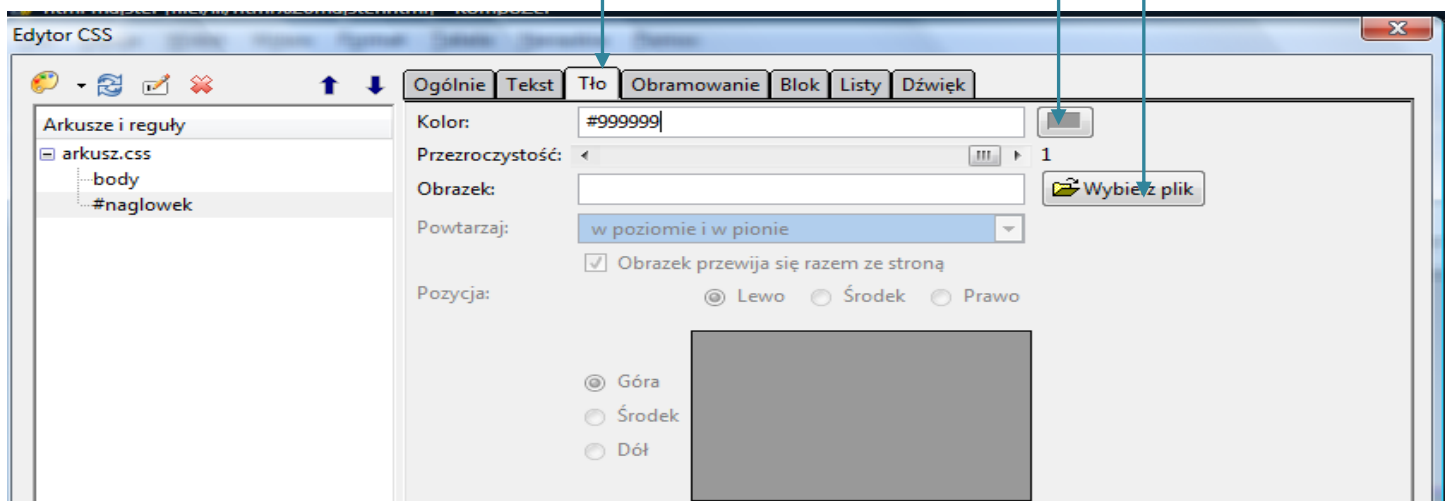 Edytor CSS
Ogólnie Tekst Tło Obramowanie Blok Listy Dźwięk
Arkusze i reguły
arkusz.css
body
#naglowek
Kolor: #999999
Przezroczystość: 1
Obrazek: Wybierz plik
Powtarzaj: w poziomie i w pionie
Obrazek przewija się razem ze stroną
Pozycja: Lewo Środek Prawo
Góra
Środek
Dół